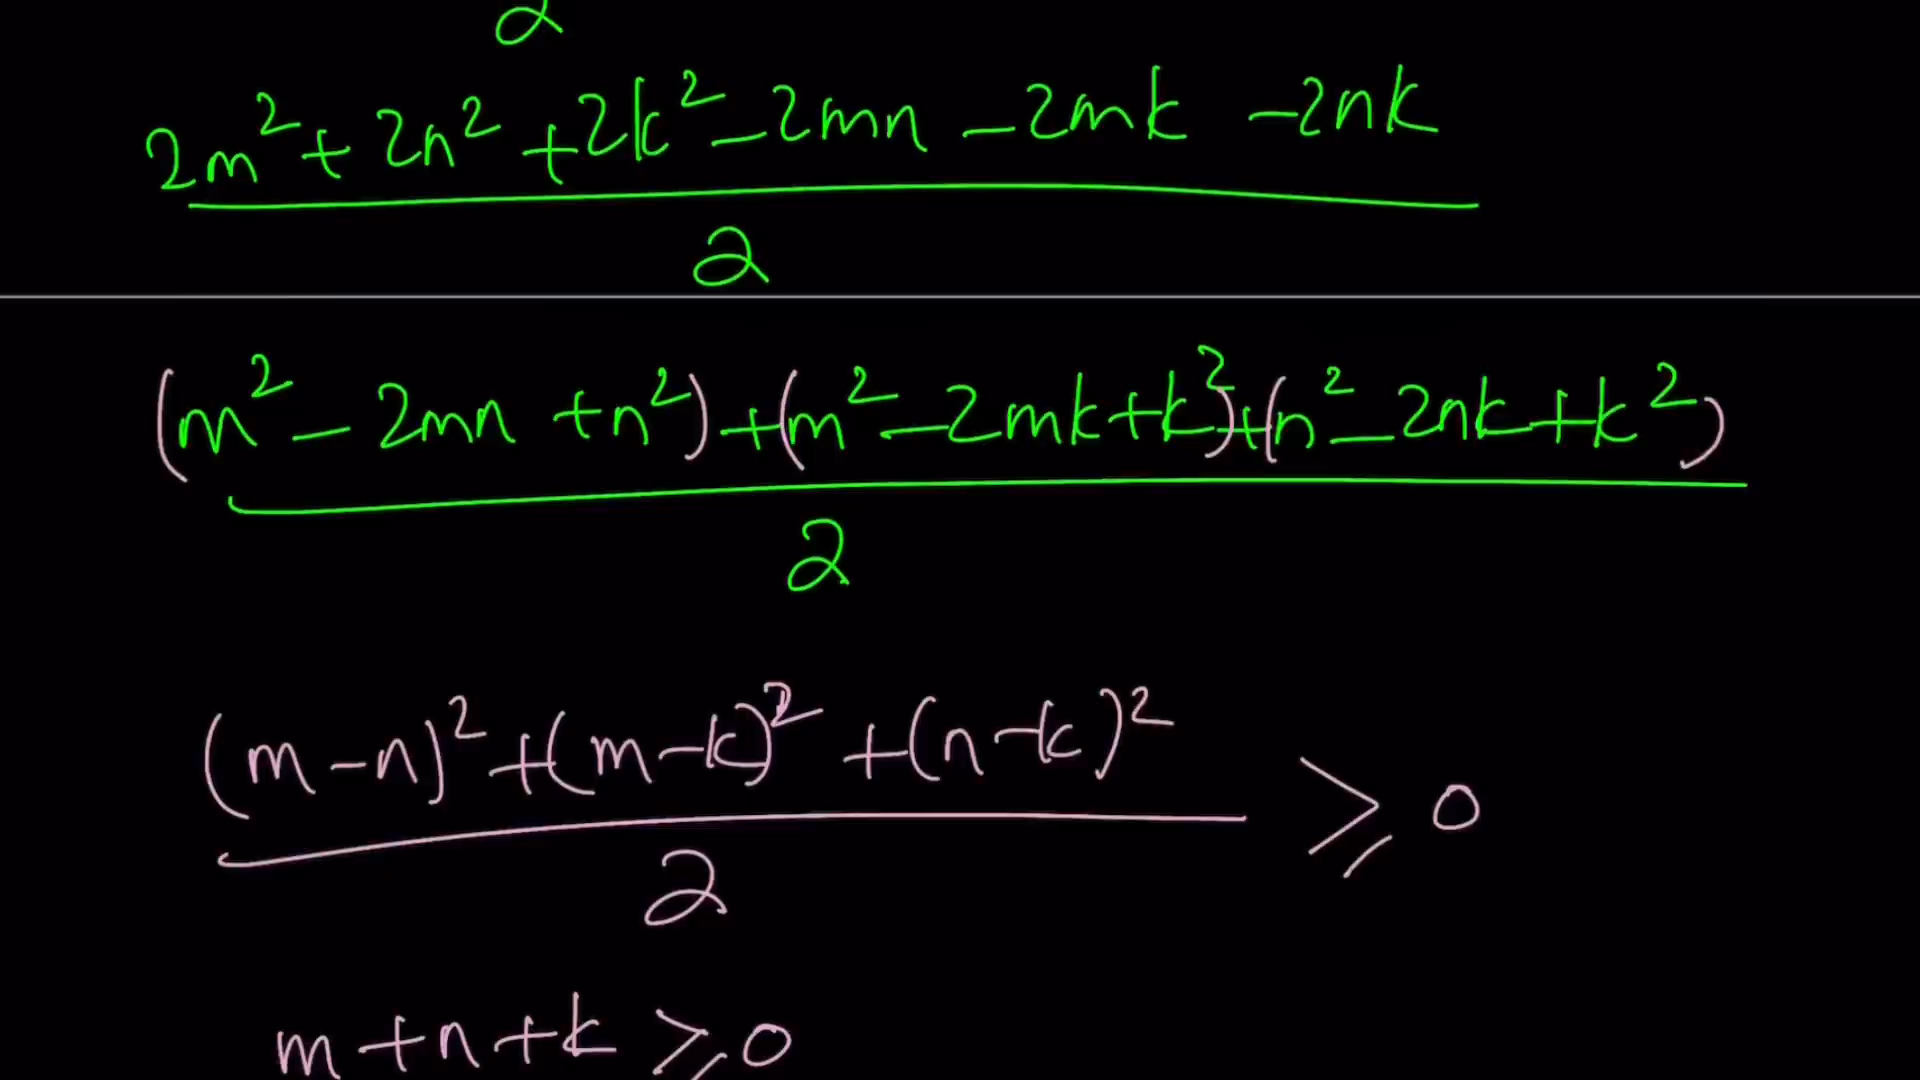 2
2m² + 2n² + 2k² - 2mn - 2mk - 2nk
2
(m² - 2mn + n²) + (m² - 2mk + k²) + (n² - 2nk + k²)
2
(m - n)² + (m - k)² + (n - k)² ⩾ 0
2
m + n + k ⩾ 0